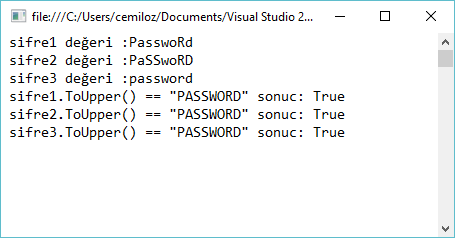 file:///C:/Users/cemiloz/Documents/Visual Studio 2...
sifre1 değeri :PasswoRd
sifre2 değeri :PaSSwoRD
sifre3 değeri :password
sifre1.ToUpper() == "PASSWORD" sonuc: True
sifre2.ToUpper() == "PASSWORD" sonuc: True
sifre3.ToUpper() == "PASSWORD" sonuc: True